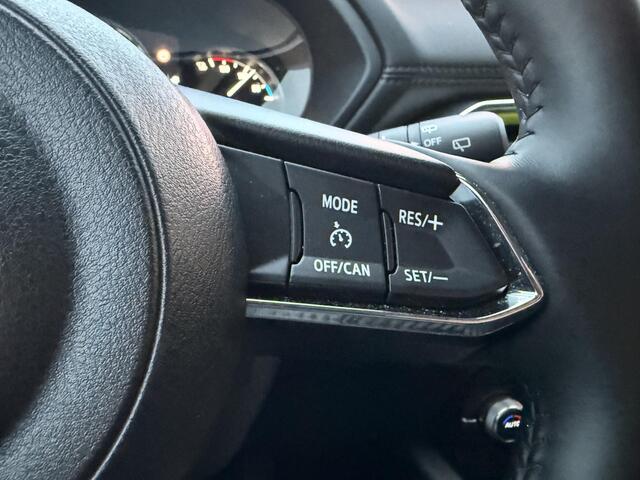 OFF
MODE
RES/+
OFF/CAN
SET/−
AUTO